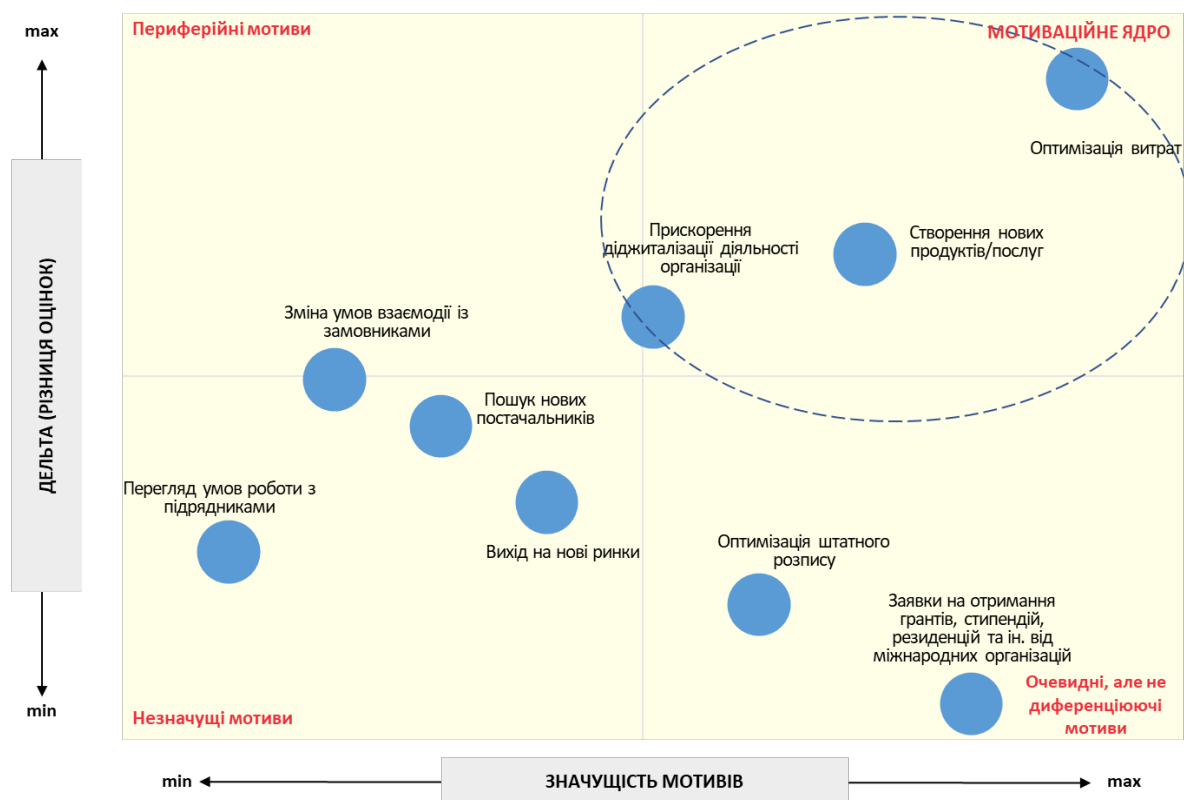 max
Периферійні мотиви
МОТИВАЦІЙНЕ ЯДРО
Оптимізація витрат
Прискорення
діджиталізації діяльності
організації
Створення нових
продуктів/послуг
Зміна умов взаємодії із
замовниками
Пошук нових
постачальників
ДЕЛЬТА (РІЗНИЦЯ ОЦІНОК)
Перегляд умов роботи з
підрядниками
Вихід на нові ринки
Оптимізація штатного
розпису
Заявки на отримання
грантів, стипендій,
резиденцій та ін. від
міжнародних організацій
min
Незначущі мотиви
Очевидні, але не
диференціюючі
мотиви
min
ЗНАЧУЩІСТЬ МОТИВІВ
max